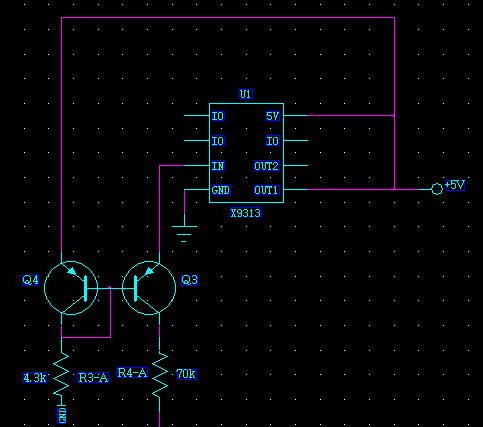 U1
IO 5V
IO IO
IN OUT2
GND OUT1
+5V
X9313
Q4 Q3
4.3k R3-A R4-A 70k
GND